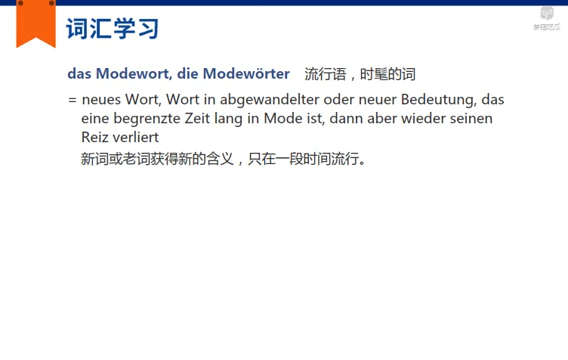 词汇学习
das Modewort, die Modewörter 流行语，时髦的词
= neues Wort, Wort in abgewandelter oder neuer Bedeutung, das
eine begrenzte Zeit lang in Mode ist, dann aber wieder seinen
Reiz verliert
新词或老词获得新的含义，只在一段时间流行。